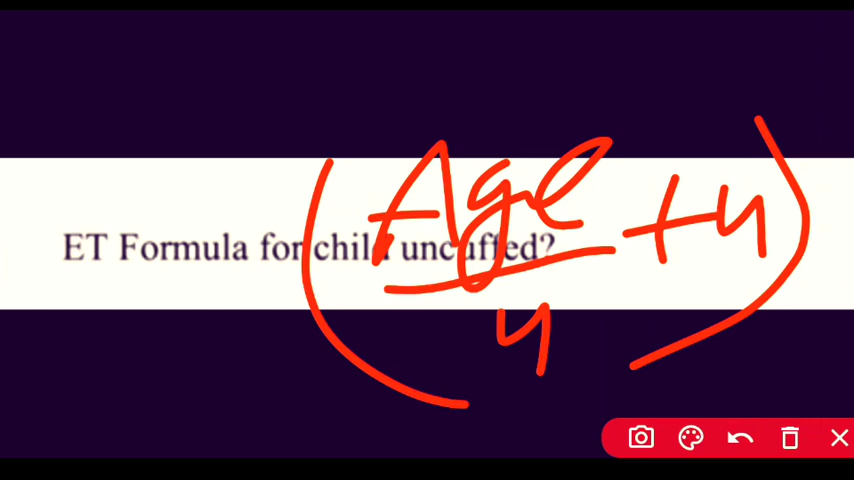 ET Formula for child uncuffed?
(Age/4 + 4)